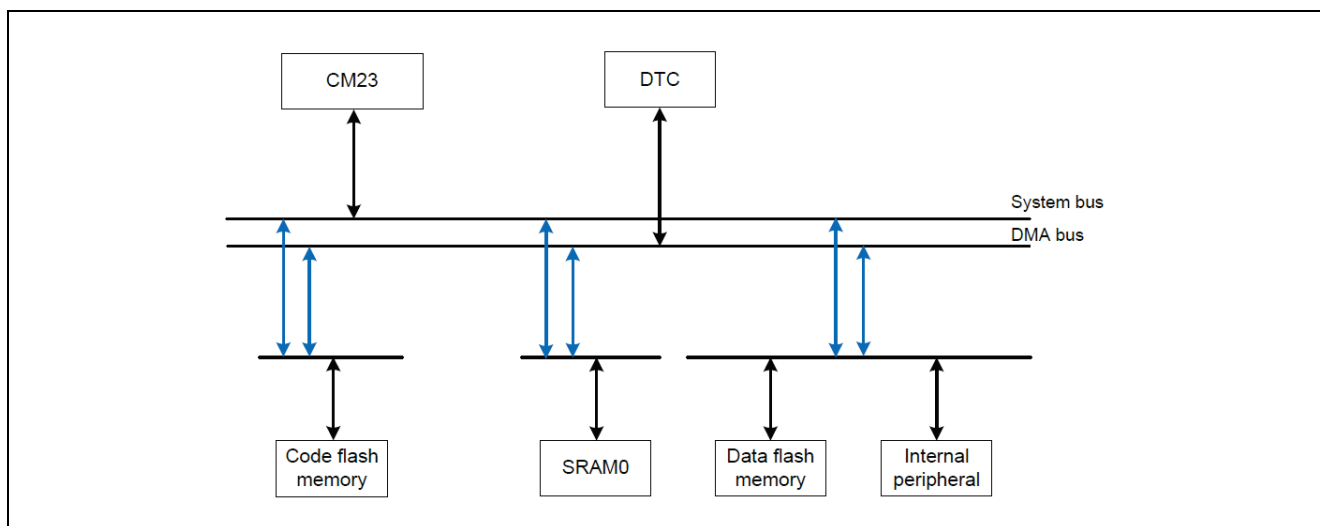 CM23
DTC
System bus
DMA bus
Code flash
memory
SRAM0
Data flash
memory
Internal
peripheral